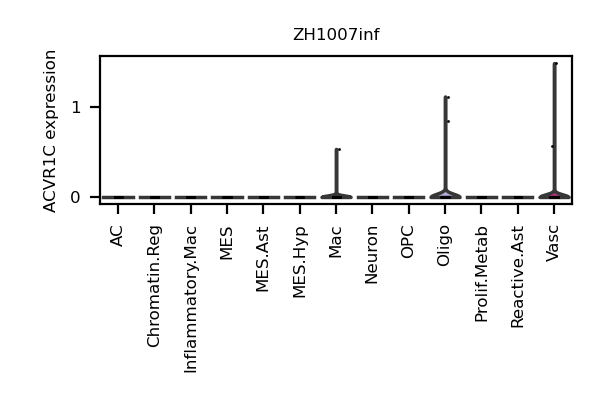 ZH1007inf
ACVR1C expression
1
0
AC
Chromatin.Reg
Inflammatory.Mac
MES
MES.Ast
MES.Hyp
Mac
Neuron
OPC
Oligo
Prolif.Metab
Reactive.Ast
Vasc